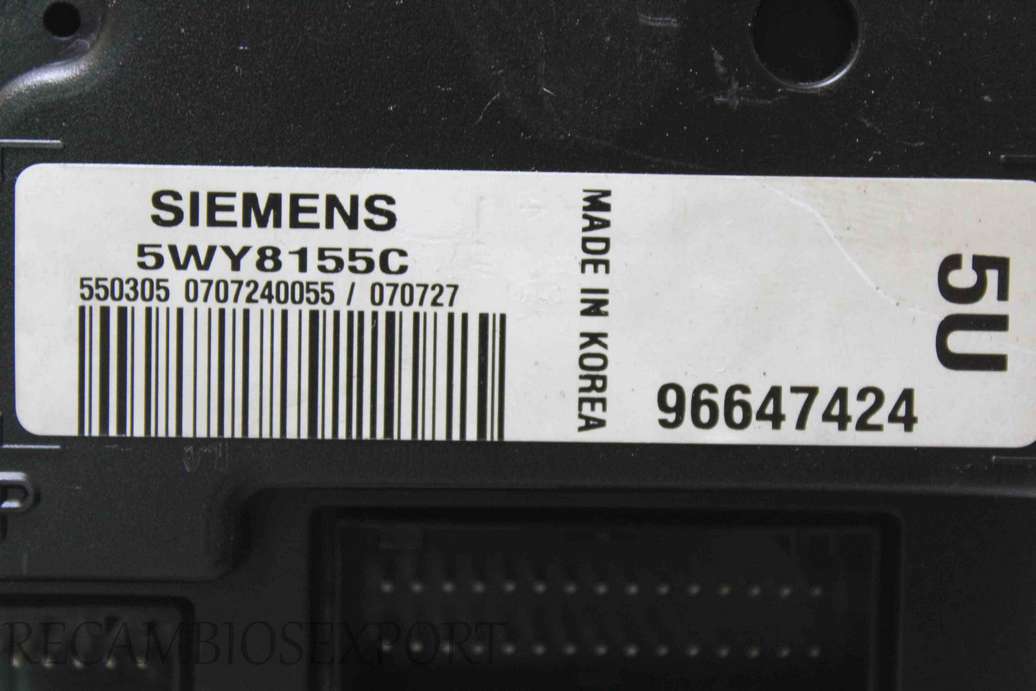 SIEMENS
5WY8155C
550305 0707240055 / 070727
MADE IN KOREA
5U
96647424
RECAMBIOSEXPORT